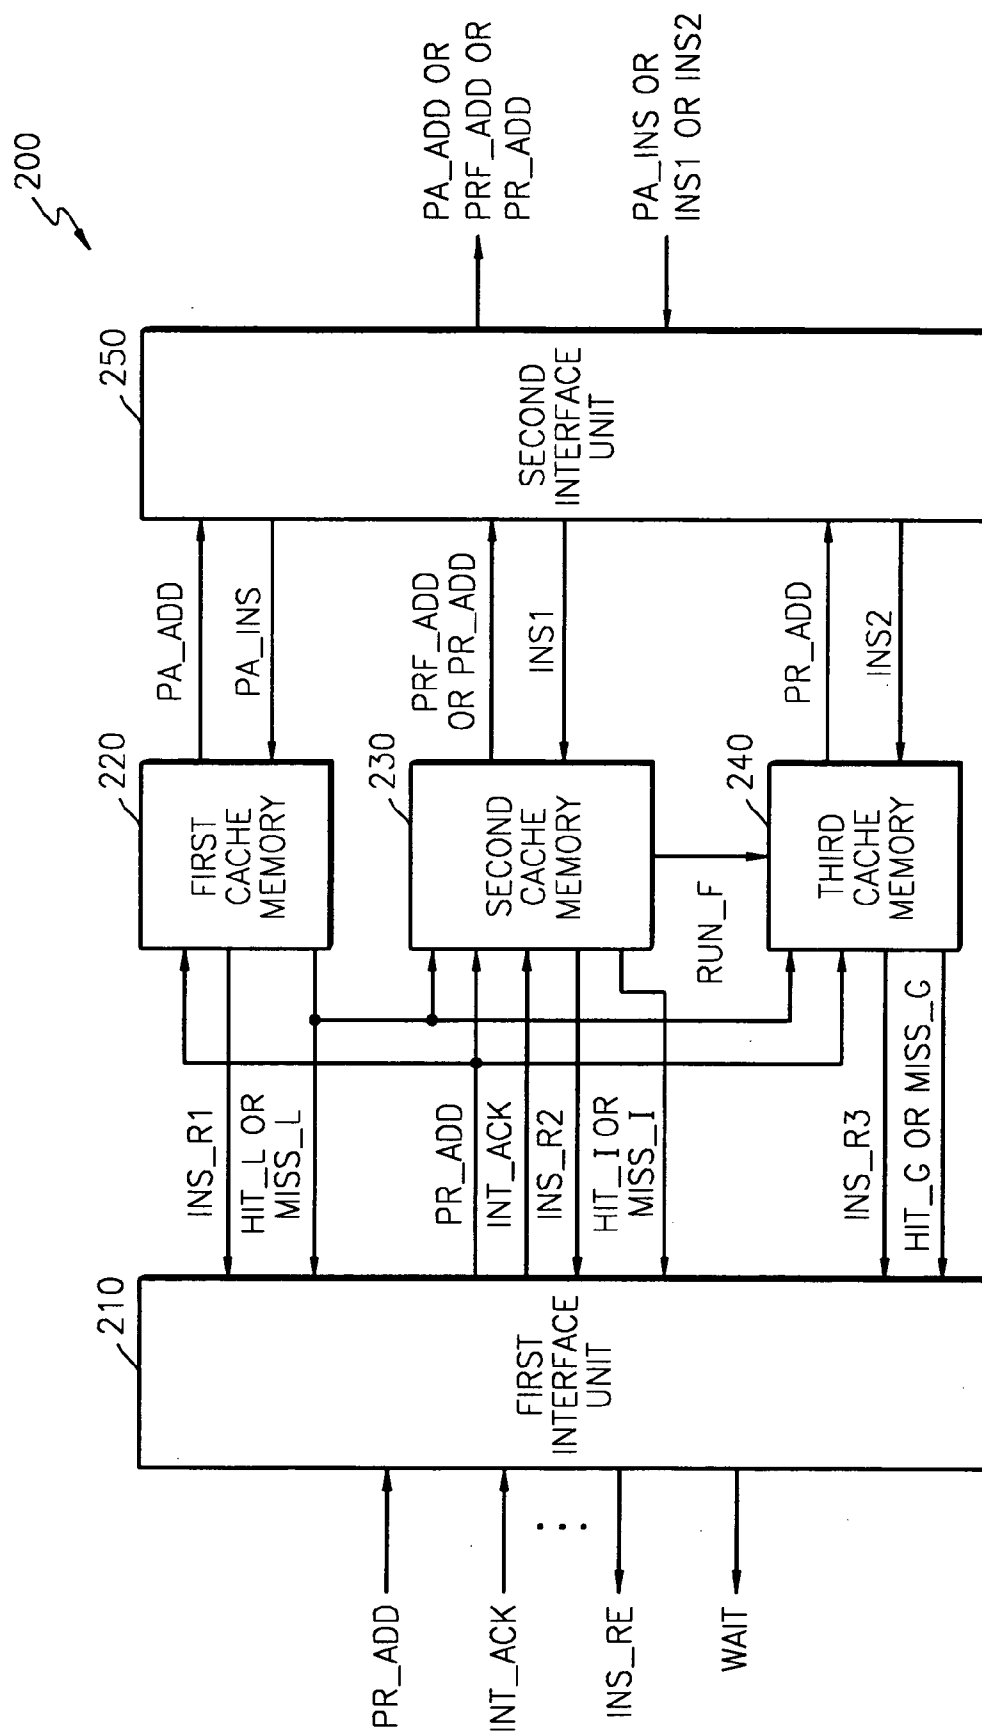 200
210
FIRST
INTERFACE
UNIT
PR_ADD
INT_ACK
...
INS_RE
WAIT
INS_R1
HIT_L OR
MISS_L
PR_ADD
INT_ACK
INS_R2
HIT_I OR
MISS_I
INS_R3
HIT_G OR MISS_G
220
FIRST
CACHE
MEMORY
230
SECOND
CACHE
MEMORY
RUN_F
240
THIRD
CACHE
MEMORY
PA_ADD
PA_INS
PRF_ADD
OR PR_ADD
INS1
PR_ADD
INS2
250
SECOND
INTERFACE
UNIT
PA_ADD OR
PRF_ADD OR
PR_ADD
PA_INS OR
INS1 OR INS2